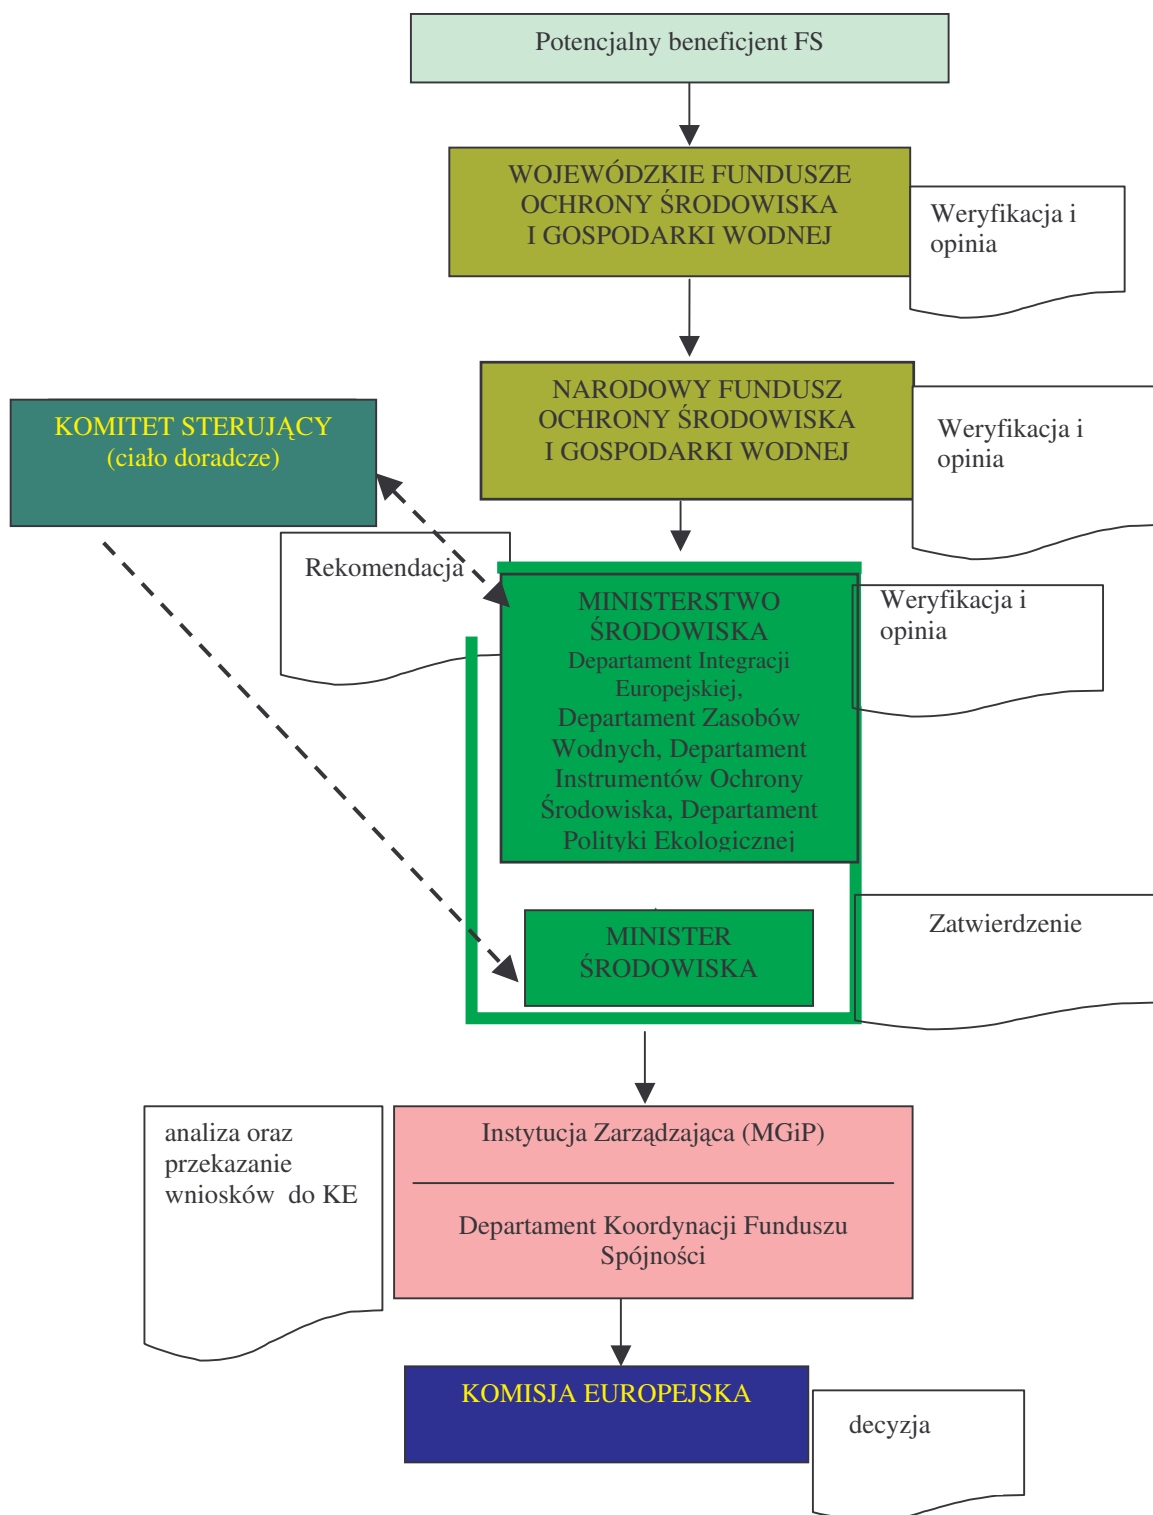 Potencjalny beneficjent FS
WOJEWÓDZKIE FUNDUSZE
OCHRONY ŚRODOWISKA
I GOSPODARKI WODNEJ
Weryfikacja i
opinia
NARODOWY FUNDUSZ
OCHRONY ŚRODOWISKA
I GOSPODARKI WODNEJ
Weryfikacja i
opinia
KOMITET STERUJĄCY
(ciało doradcze)
Rekomendacja
MINISTERSTWO
ŚRODOWISKA
Departament Integracji
Europejskiej,
Departament Zasobów
Wodnych, Departament
Instrumentów Ochrony
Środowiska, Departament
Polityki Ekologicznej
Weryfikacja i
opinia
MINISTER
ŚRODOWISKA
Zatwierdzenie
analiza oraz
przekazanie
wniosków  do KE
Instytucja Zarządzająca (MGiP)
Departament Koordynacji Funduszu
Spójności
KOMISJA EUROPEJSKA
decyzja